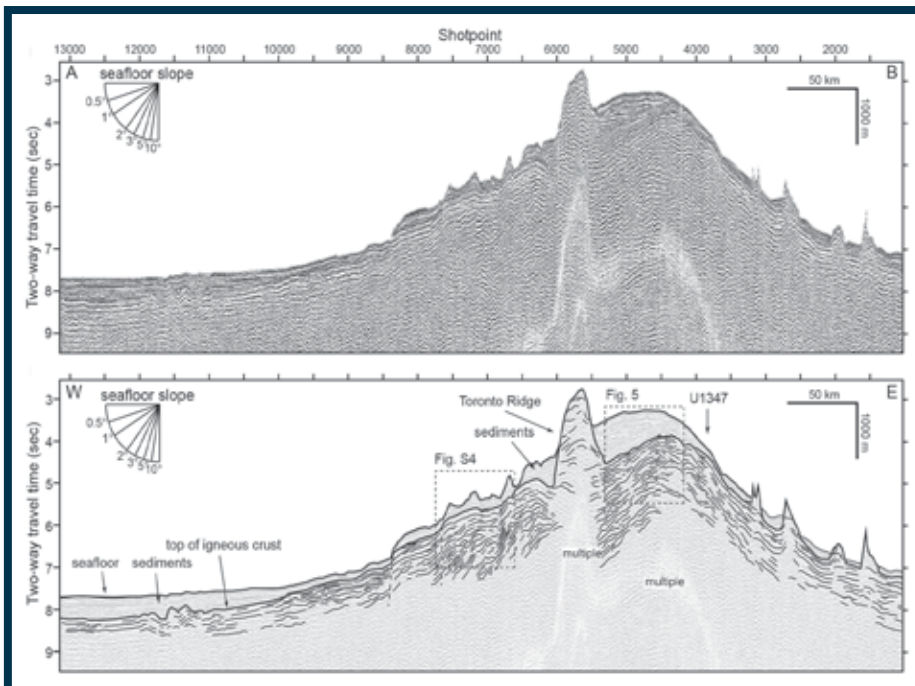 Shotpoint
13000 12000 11000 10000 9000 8000 7000 6000 5000 4000 3000 2000
A
B
seafloor slope
0.5°
1°
2° 3° 5° 10°
50 km
1000 m
Two-way travel time (sec)
3
4
5
6
7
8
9
W
E
seafloor slope
0.5°
1°
2° 3° 5° 10°
50 km
1000 m
Two-way travel time (sec)
3
4
5
6
7
8
9
Toronto Ridge
sediments
Fig. 5
U1347
Fig. S4
top of igneous crust
seafloor
sediments
multiple
multiple